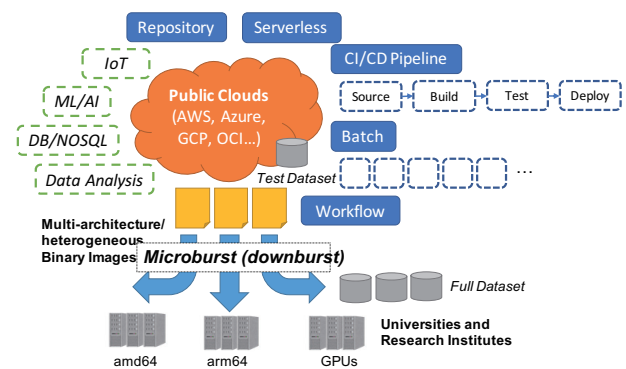 Repository
Serverless
IoT
CI/CD Pipeline
ML/AI
Public Clouds
(AWS, Azure,
GCP, OCI...)
Source
Build
Test
Deploy
DB/NOSQL
Batch
Data Analysis
Test Dataset
...
Workflow
Multi-architecture/
heterogeneous
Binary Images
Microburst (downburst)
Full Dataset
Universities and
Research Institutes
amd64
arm64
GPUs